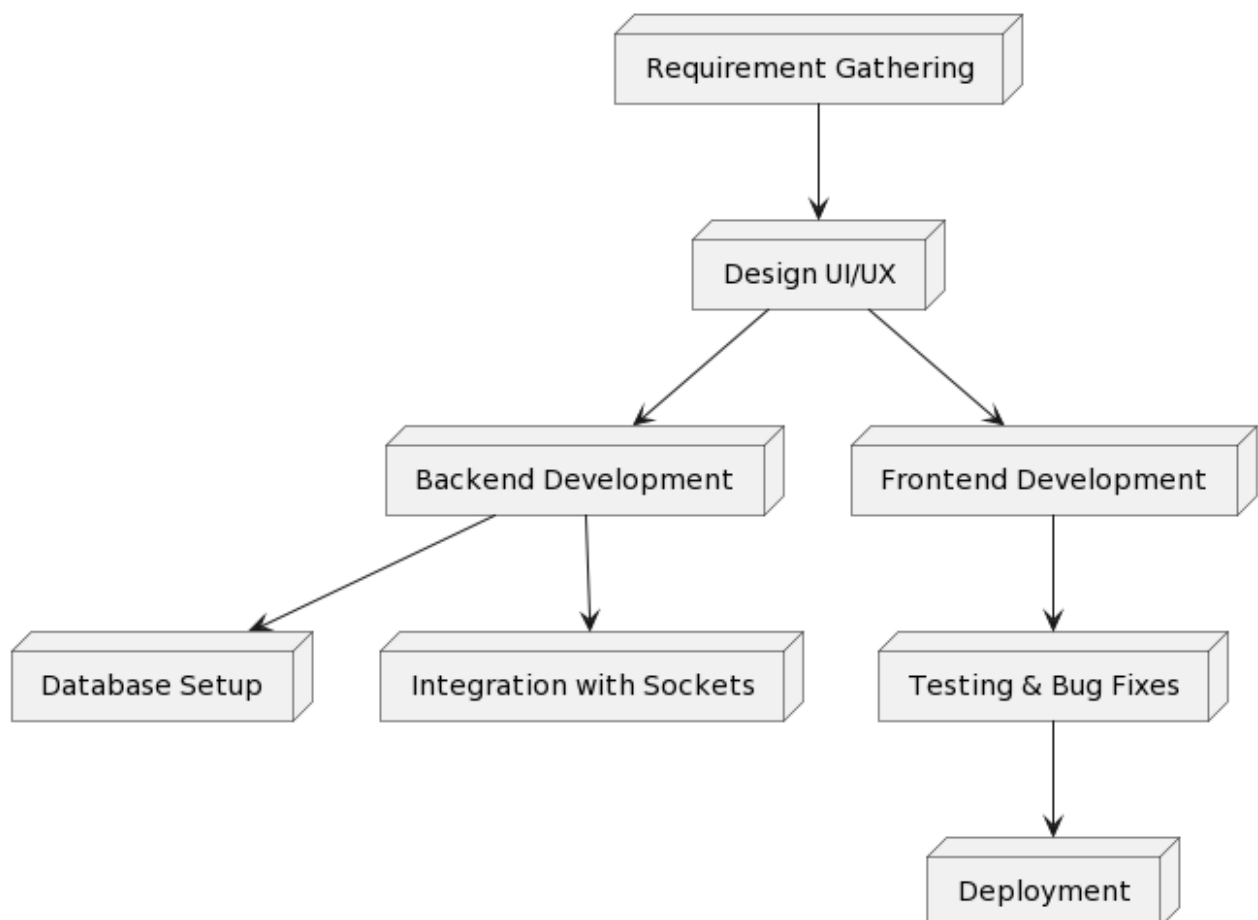 Requirement Gathering
Design UI/UX
Backend Development
Frontend Development
Database Setup
Integration with Sockets
Testing & Bug Fixes
Deployment